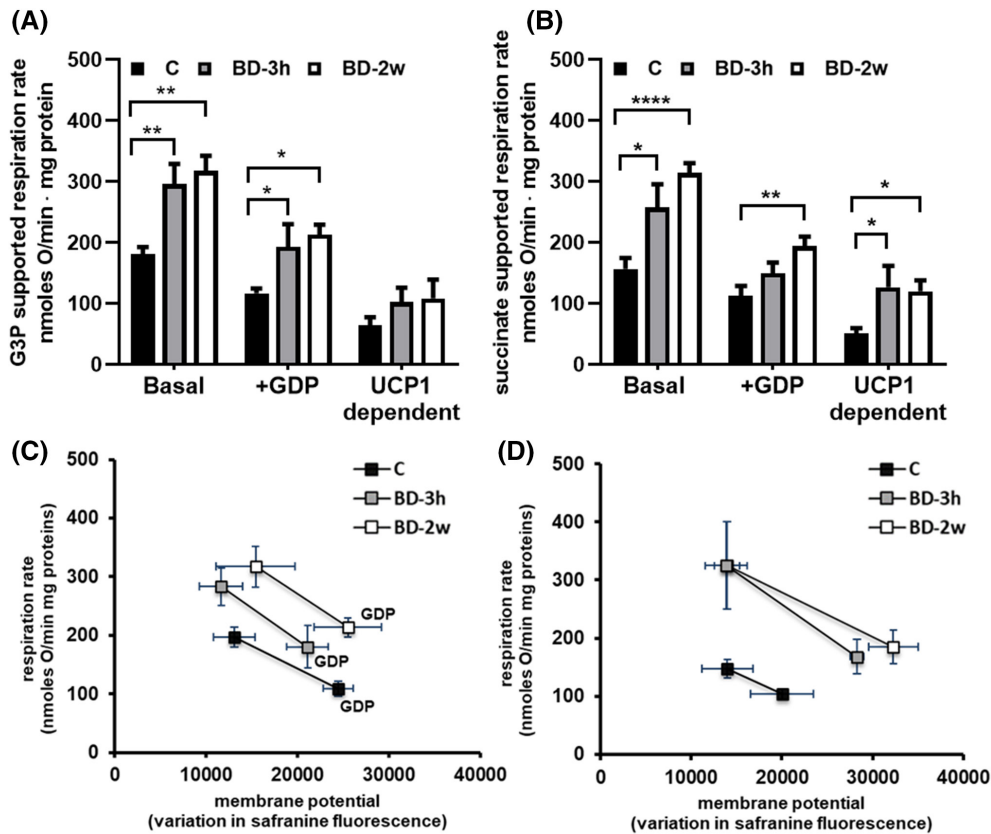 (A)
G3P supported respiration rate
nmoles O/min · mg protein
500
400
300
200
100
0
C BD-3h BD-2w
**
**
*
*
Basal +GDP UCP1
dependent
(B)
succinate supported respiration rate
nmoles O/min · mg protein
500
400
300
200
100
0
C BD-3h BD-2w
****
*
**
*
*
Basal +GDP UCP1
dependent
(C)
respiration rate
(nmoles O/min mg proteins)
500
400
300
200
100
0
C
BD-3h
BD-2w
GDP
GDP
GDP
0 10000 20000 30000 40000
membrane potential
(variation in safranine fluorescence)
(D)
respiration rate
(nmoles O/min mg proteins)
500
400
300
200
100
0
C
BD-3h
BD-2w
0 10000 20000 30000 40000
membrane potential
(variation in safranine fluorescence)